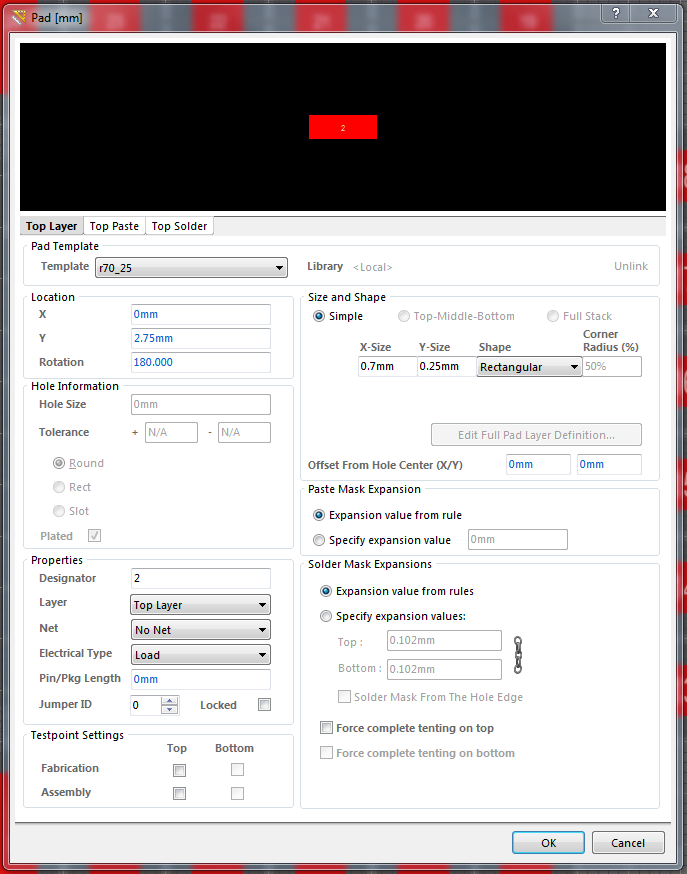 Pad [mm]
?
2
Top Layer Top Paste Top Solder
Pad Template
Template r70_25 Library <Local> Unlink
Location
X 0mm
Y 2.75mm
Rotation 180.000
Hole Information
Hole Size 0mm
Tolerance + N/A - N/A
Round
Rect
Slot
Plated
Properties
Designator 2
Layer Top Layer
Net No Net
Electrical Type Load
Pin/Pkg Length 0mm
Jumper ID 0 Locked
Testpoint Settings
Top Bottom
Fabrication
Assembly
Size and Shape
Simple Top-Middle-Bottom Full Stack
X-Size Y-Size Shape Corner Radius (%)
0.7mm 0.25mm Rectangular 50%
Edit Full Pad Layer Definition...
Offset From Hole Center (X/Y) 0mm 0mm
Paste Mask Expansion
Expansion value from rule
Specify expansion value 0mm
Solder Mask Expansions
Expansion value from rules
Specify expansion values:
Top : 0.102mm
Bottom : 0.102mm
Solder Mask From The Hole Edge
Force complete tenting on top
Force complete tenting on bottom
OK Cancel